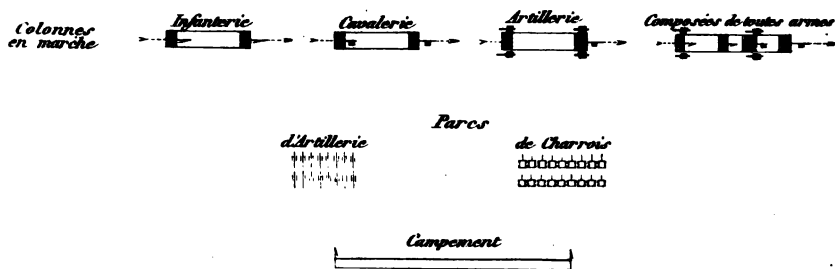 Colonnes en marche
Infanterie
Cavalerie
Artillerie
Composées de toutes armes
Parcs
d'Artillerie
de Charrois
Campement